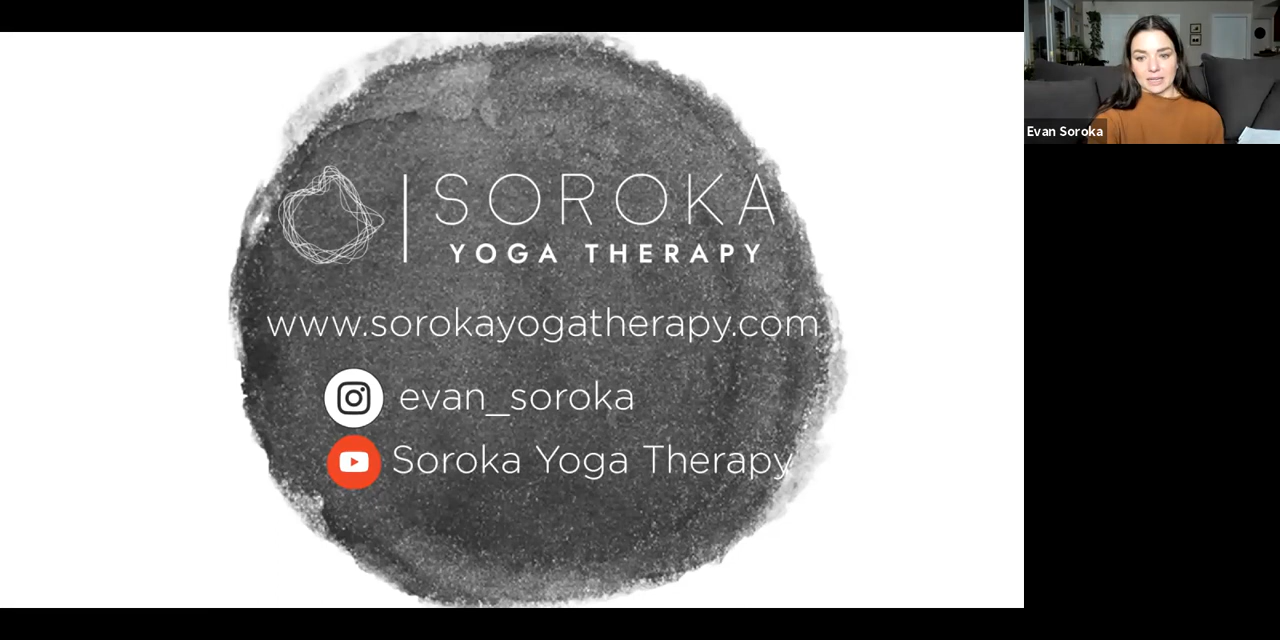 SOROKA
YOGA THERAPY
www.sorokayogatherapy.com
evan_soroka
Soroka Yoga Therapy
Evan Soroka